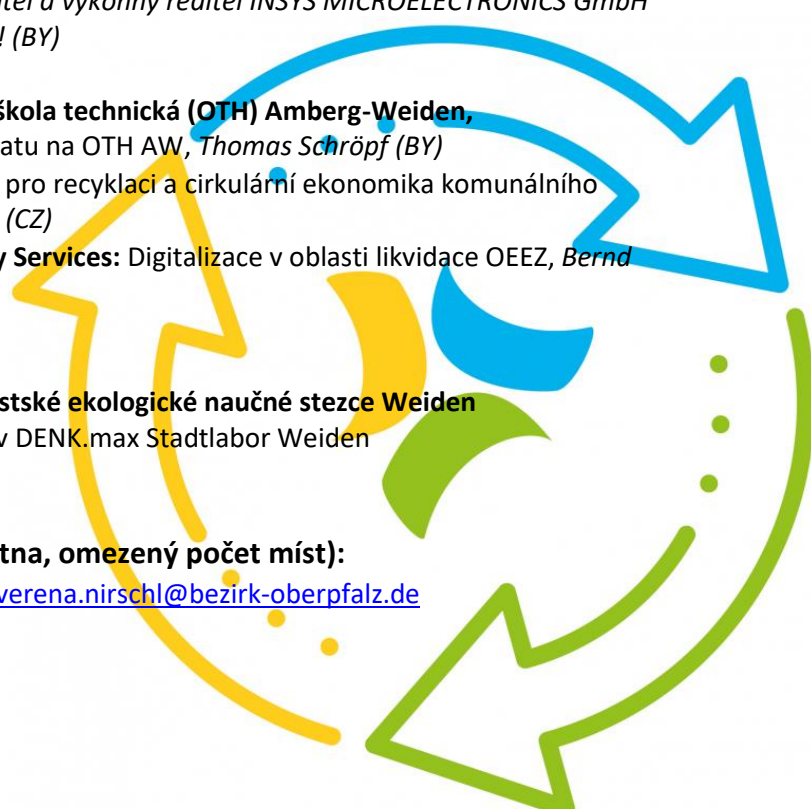 a výkonný ředitel INSYS MICROELECTRONICS GmbH
! (BY)
škola technická (OTH) Amberg-Weiden,
atu na OTH AW, Thomas Schröpf (BY)
pro recyklaci a cirkulární ekonomika komunálního
(CZ)
y Services: Digitalizace v oblasti likvidace OEEZ, Bernd
stské ekologické naučné stezce Weiden
v DENK.max Stadtlabor Weiden
tna, omezený počet míst):
verena.nirschl@bezirk-oberpfalz.de